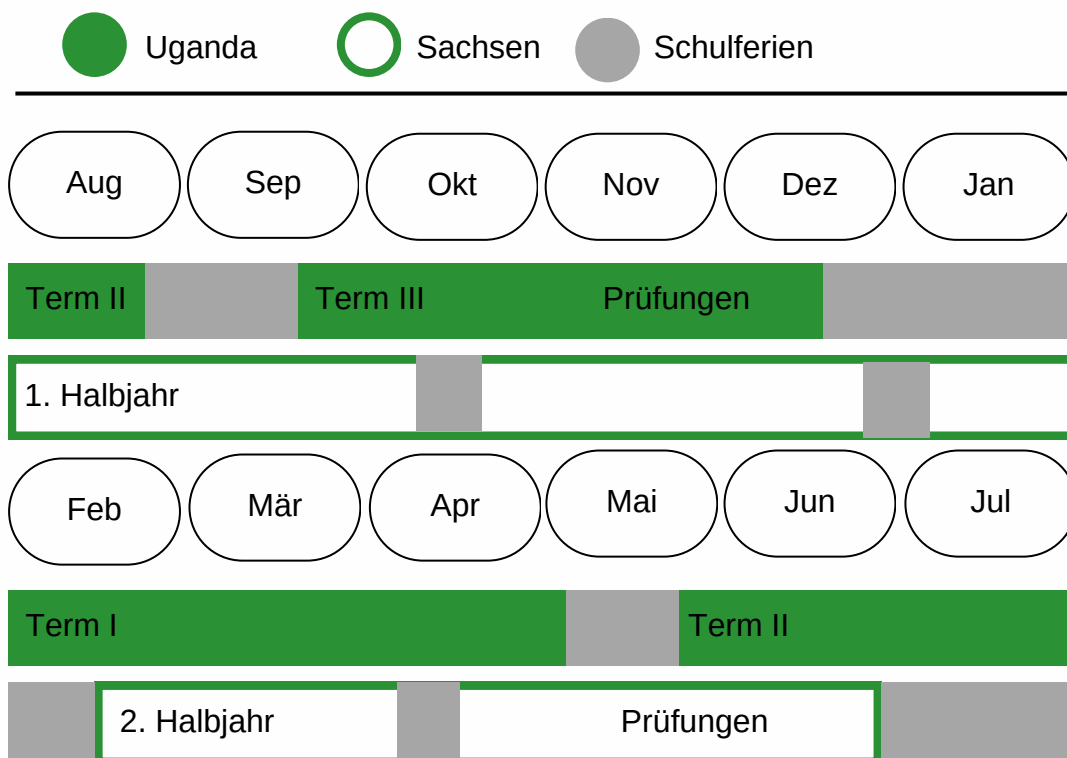 Uganda Sachsen Schulferien
Aug Sep Okt Nov Dez Jan
Term II Term III Prüfungen
1. Halbjahr
Feb Mär Apr Mai Jun Jul
Term I Term II
2. Halbjahr Prüfungen